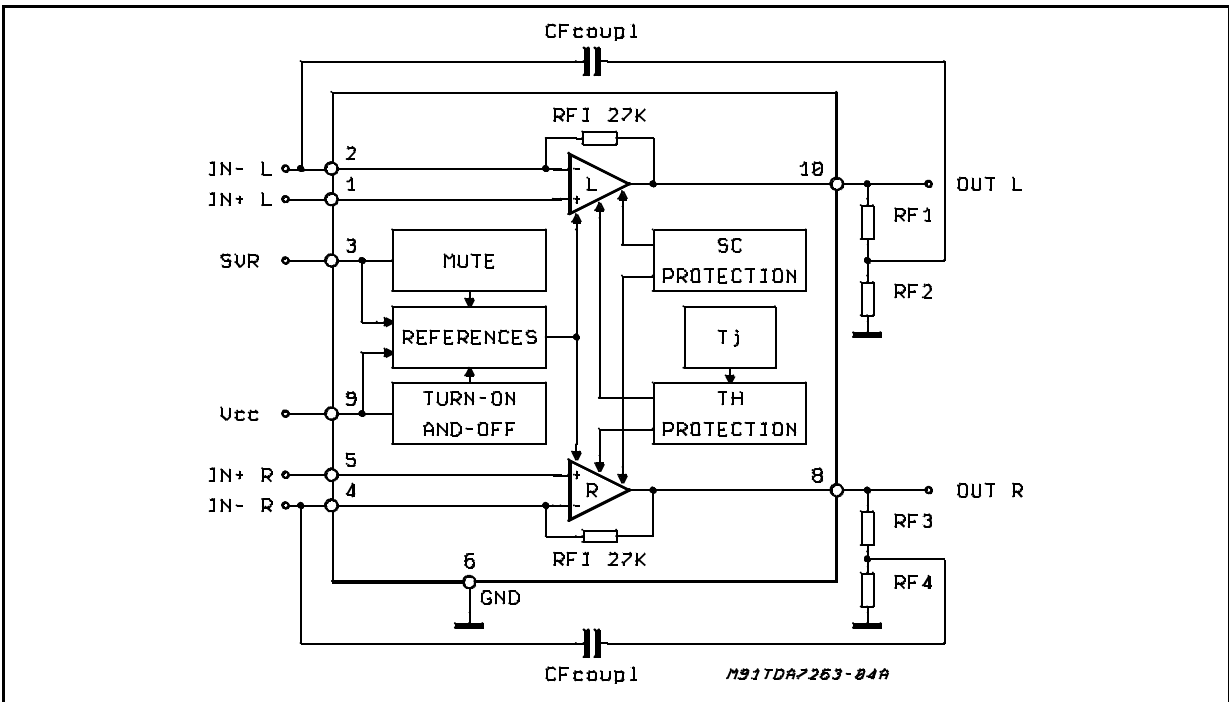 CFcoupl
RFI 27K
IN- L
2
L
10
OUT L
1
IN+ L
RF1
SVR
3
MUTE
SC
PROTECTION
RF2
REFERENCES
Tj
Vcc
9
TURN-ON
AND-OFF
TH
PROTECTION
IN+ R
5
8
OUT R
IN- R
4
R
RF3
RFI 27K
6
GND
RF4
CFcoupl
M91TDA7263-04A